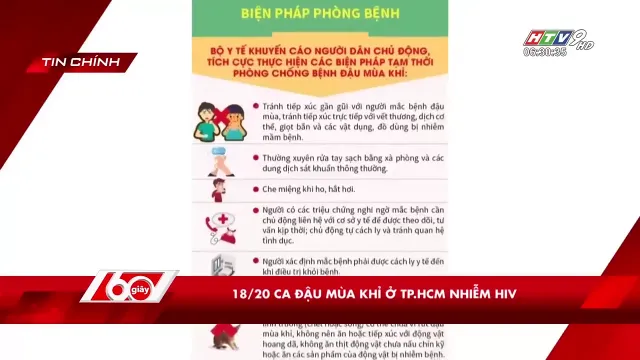 BIỆN PHÁP PHÒNG BỆNH
HTV9 HD
06:30:35
TIN CHÍNH
BỘ Y TẾ KHUYẾN CÁO NGƯỜI DÂN CHỦ ĐỘNG,
TÍCH CỰC THỰC HIỆN CÁC BIỆN PHÁP TẠM THỜI
PHÒNG CHỐNG BỆNH ĐẬU MÙA KHỈ:
Tránh tiếp xúc gần gũi với người mắc bệnh đậu
mùa, tránh tiếp xúc trực tiếp với vết thương, dịch cơ
thể, giọt bắn và các vật dụng, đồ dùng bị nhiễm
mầm bệnh.
Thường xuyên rửa tay sạch bằng xà phòng và các
dung dịch sát khuẩn thông thường.
Che miệng khi ho, hắt hơi.
Người có các triệu chứng nghi ngờ mắc bệnh cần
chủ động liên hệ với cơ sở y tế để được theo dõi, tư
vấn kịp thời; chủ động tự cách ly và tránh quan hệ
tình dục.
Người xác định mắc bệnh phải được cách ly y tế đến
khi điều trị khỏi bệnh.
60 giây
18/20 CA ĐẬU MÙA KHỈ Ở TP.HCM NHIỄM HIV
mùa khỉ, không nên ăn hoặc tiếp xúc với động vật
hoang dã, không ăn thịt động vật chưa nấu chín kỹ
hoặc ăn các sản phẩm của động vật bị nhiễm bệnh.